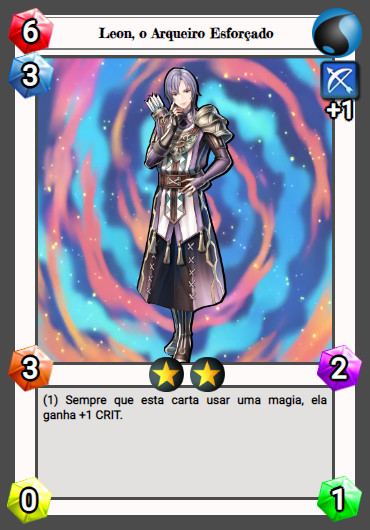 6
Leon, o Arqueiro Esforçado
3
+1
3
2
(1) Sempre que esta carta usar uma magia, ela
ganha +1 CRIT.
0
1